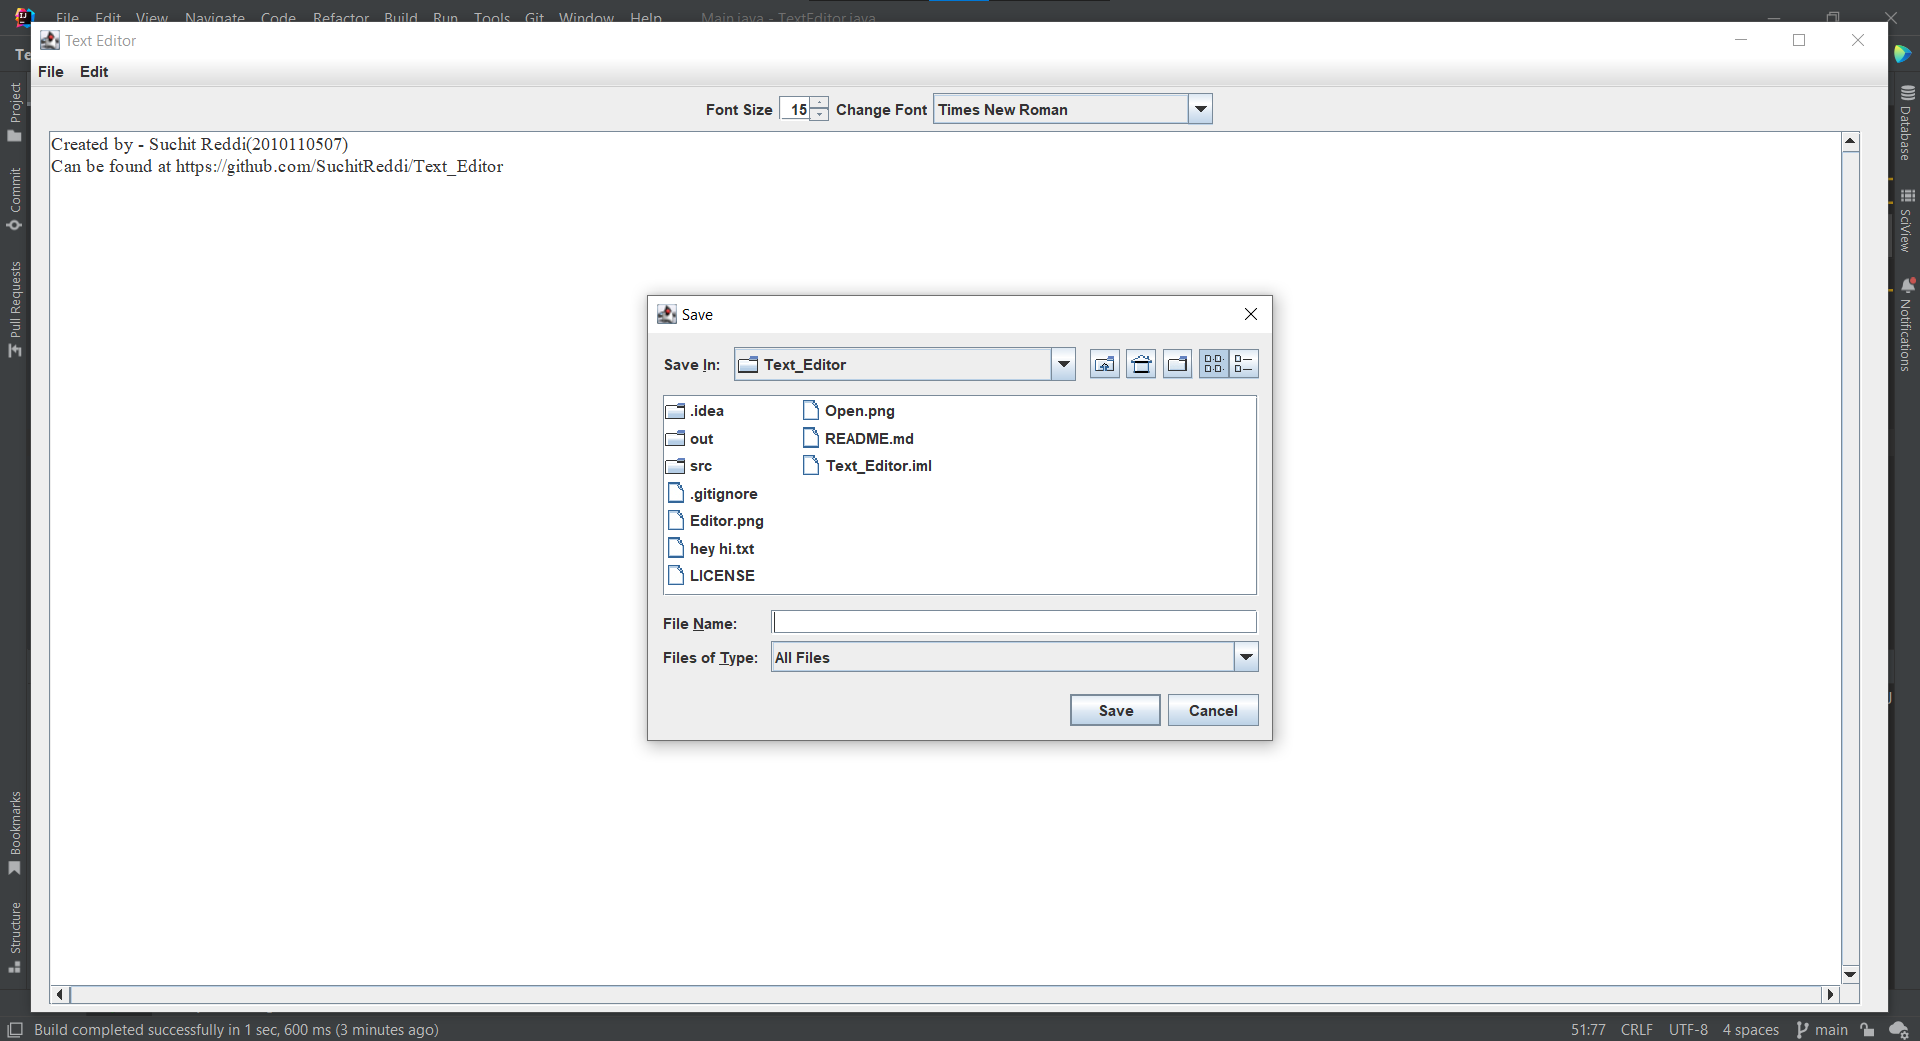 File Edit View Navigate Code Refactor Build Run Tools Git Window Help Main.java - TextEditor.java
Text Editor
Te
File Edit
Font Size 15 Change Font Times New Roman
Created by - Suchit Reddi(2010110507)
Can be found at https://github.com/SuchitReddi/Text_Editor
Save
Save In: Text_Editor
.idea
out
src
.gitignore
Editor.png
hey hi.txt
LICENSE
Open.png
README.md
Text_Editor.iml
File Name:
Files of Type: All Files
Save Cancel
Project
Commit
Pull Requests
Bookmarks
Structure
Database
SciView
Notifications
Build completed successfully in 1 sec, 600 ms (3 minutes ago)
51:77 CRLF UTF-8 4 spaces main